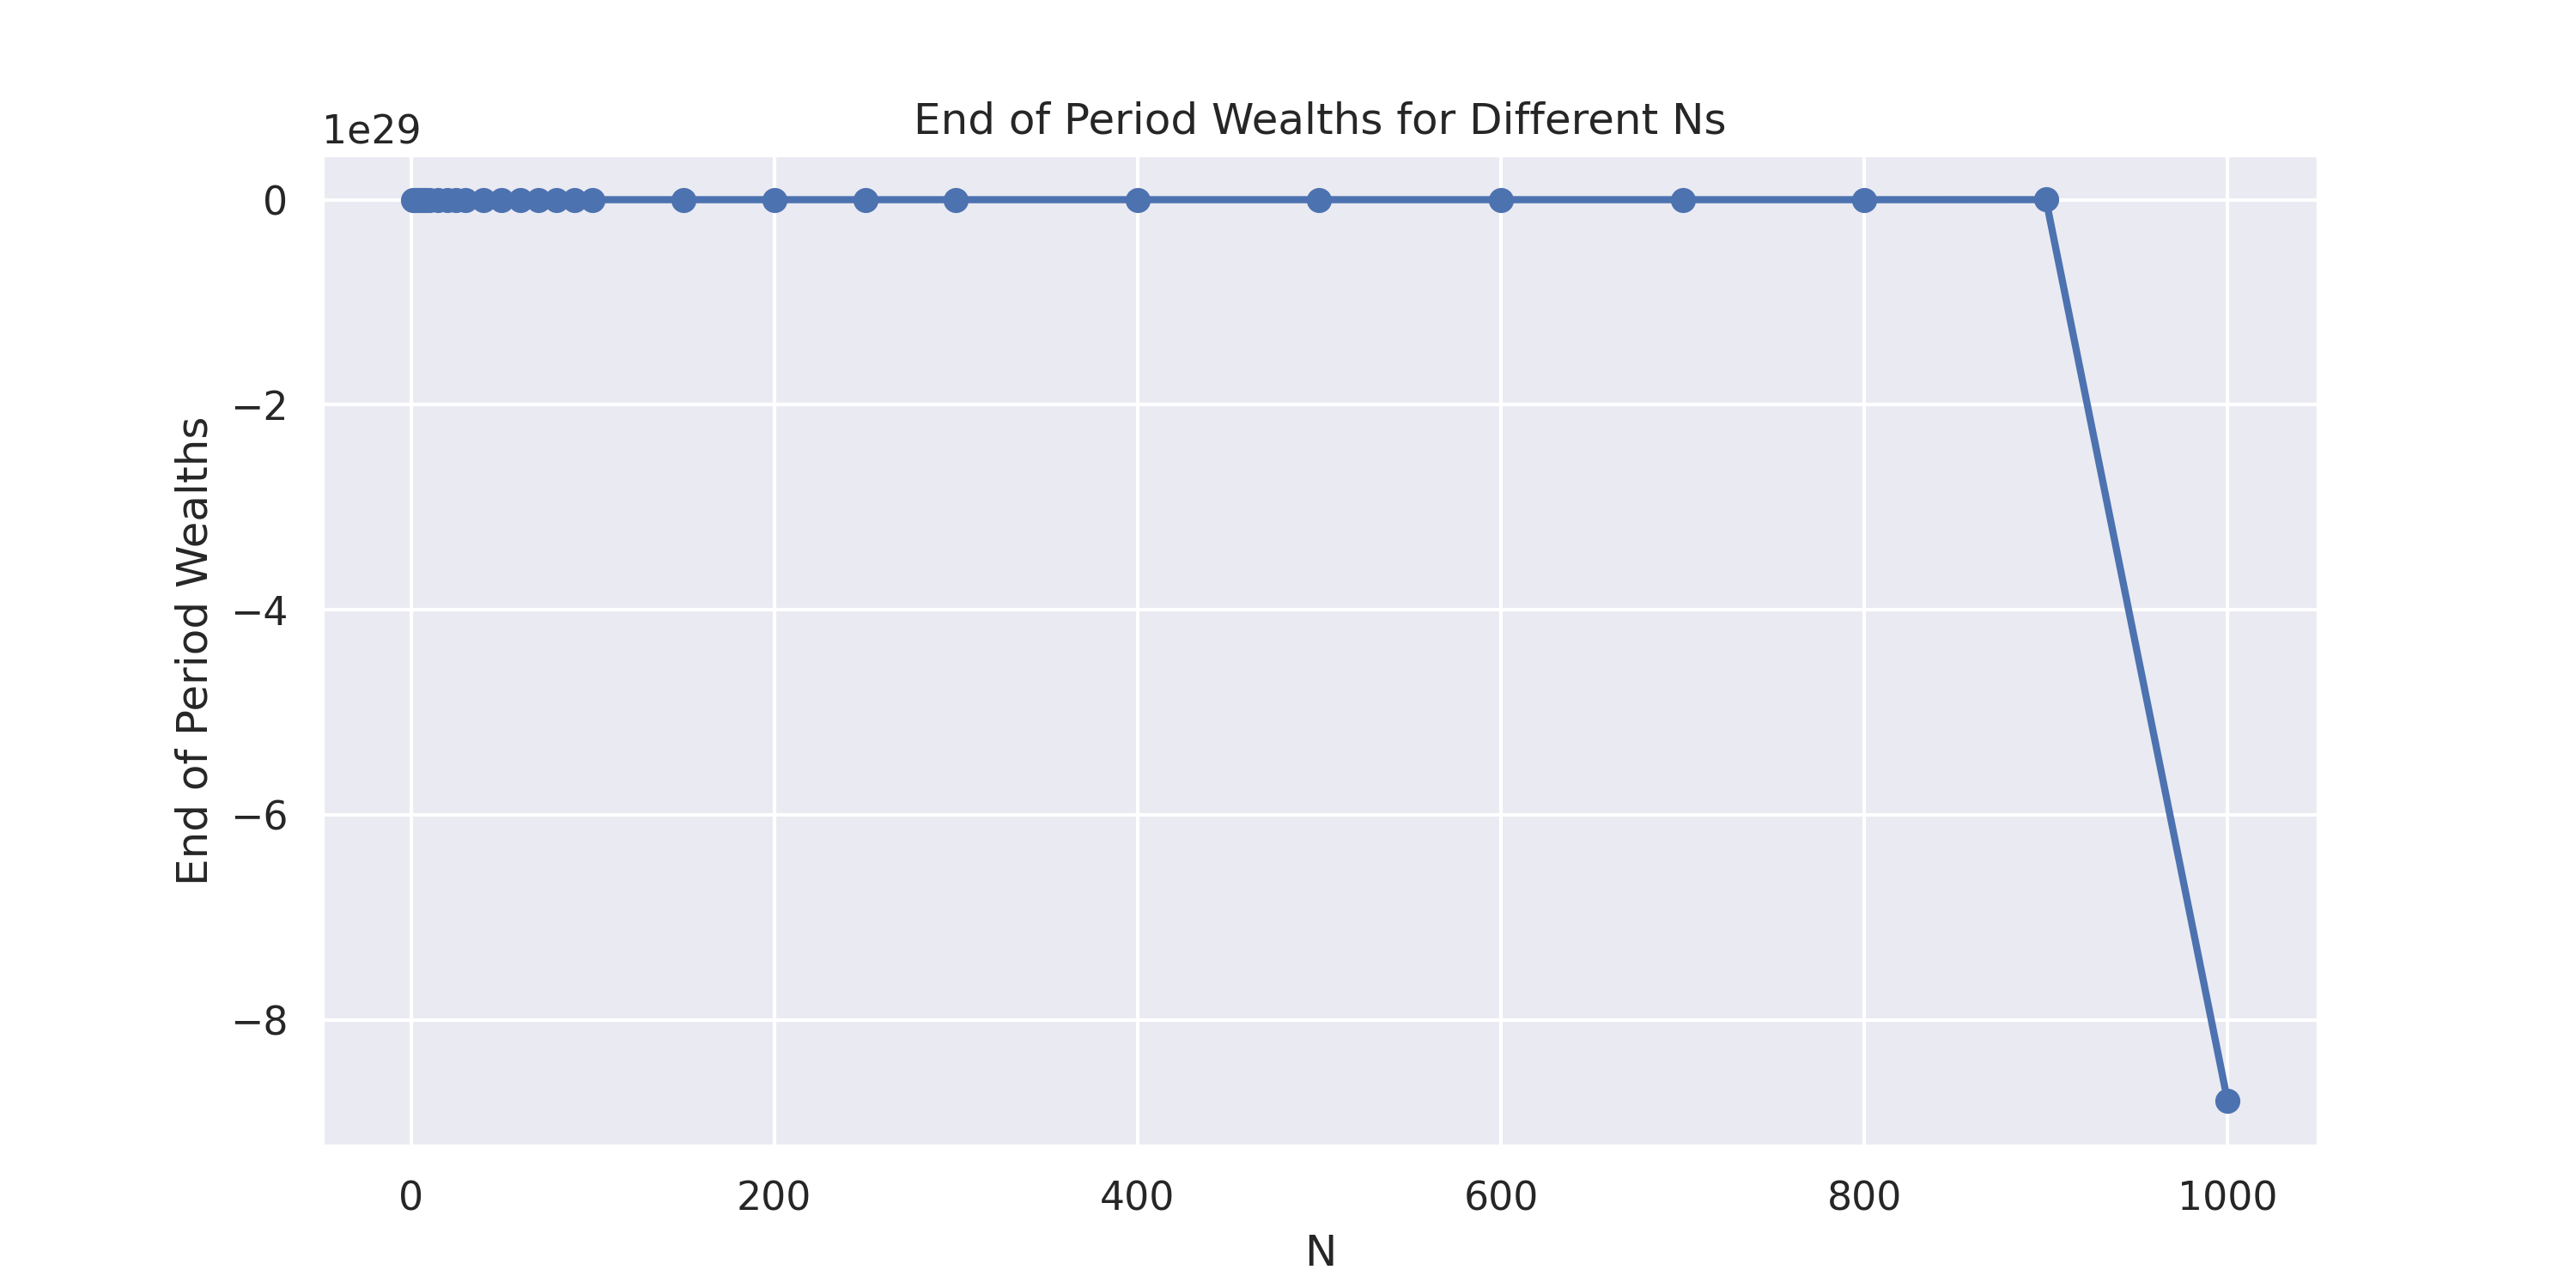 End of Period Wealths for Different Ns
1e29
0
−2
−4
−6
−8
End of Period Wealths
0 200 400 600 800 1000
N